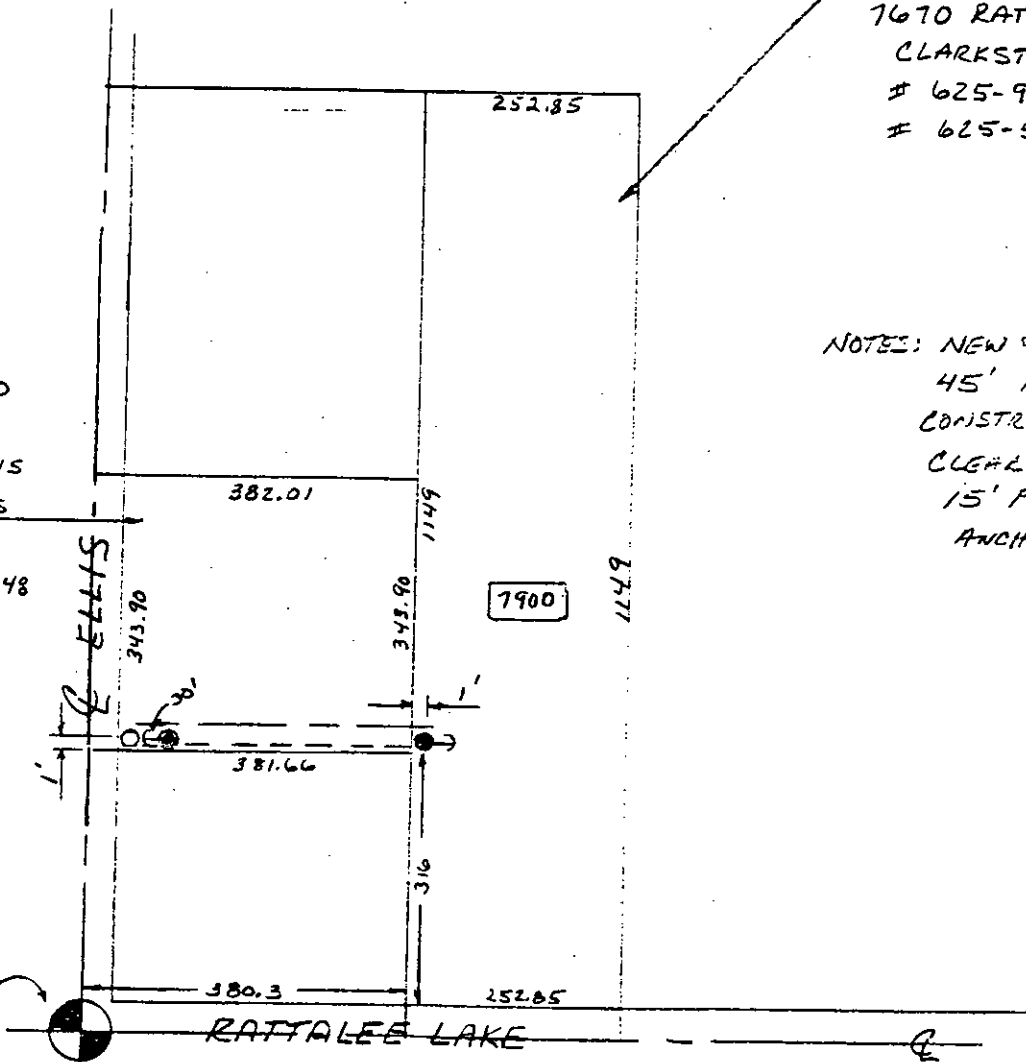 7670 RAT
CLARKST
# 625-9
# 625-5
252.85
NOTES: NEW
45'
CONSTR
CLEAR
15'
ANCH
382.01
1149
1149
48
7900
℄ ELLIS
343.90
343.90
30'
1'
1'
381.66
316
380.3
252.85
RATTALEE LAKE
℄